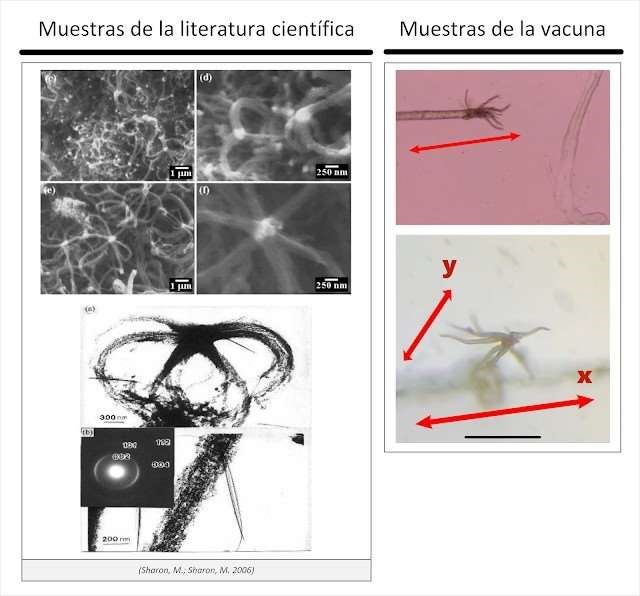 Muestras de la literatura científica
Muestras de la vacuna
(c)
1 µm
(d)
250 nm
(e)
1 µm
(f)
250 nm
(a)
300 nm
(b)
101
112
002
004
200 nm
(Sharon, M.; Sharon, M. 2006)
y
x